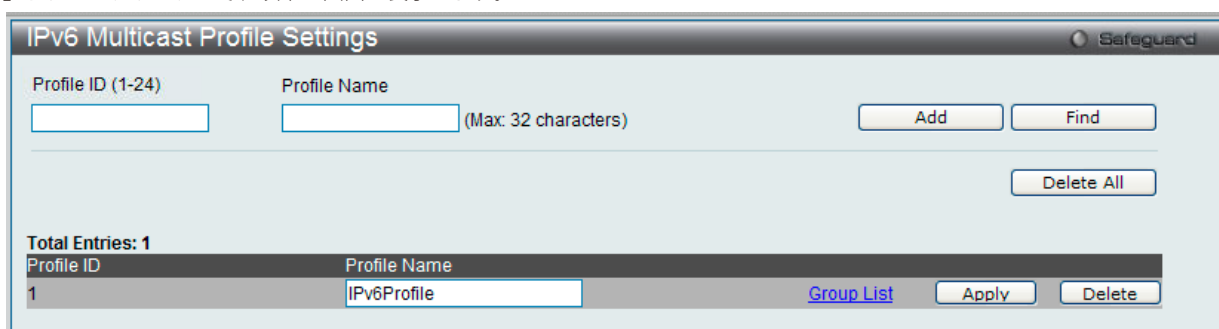 IPv6 Multicast Profile Settings
Safeguard
Profile ID (1-24) Profile Name
(Max: 32 characters) Add Find
Delete All
Total Entries: 1
Profile ID Profile Name
1 IPv6Profile Group List Apply Delete